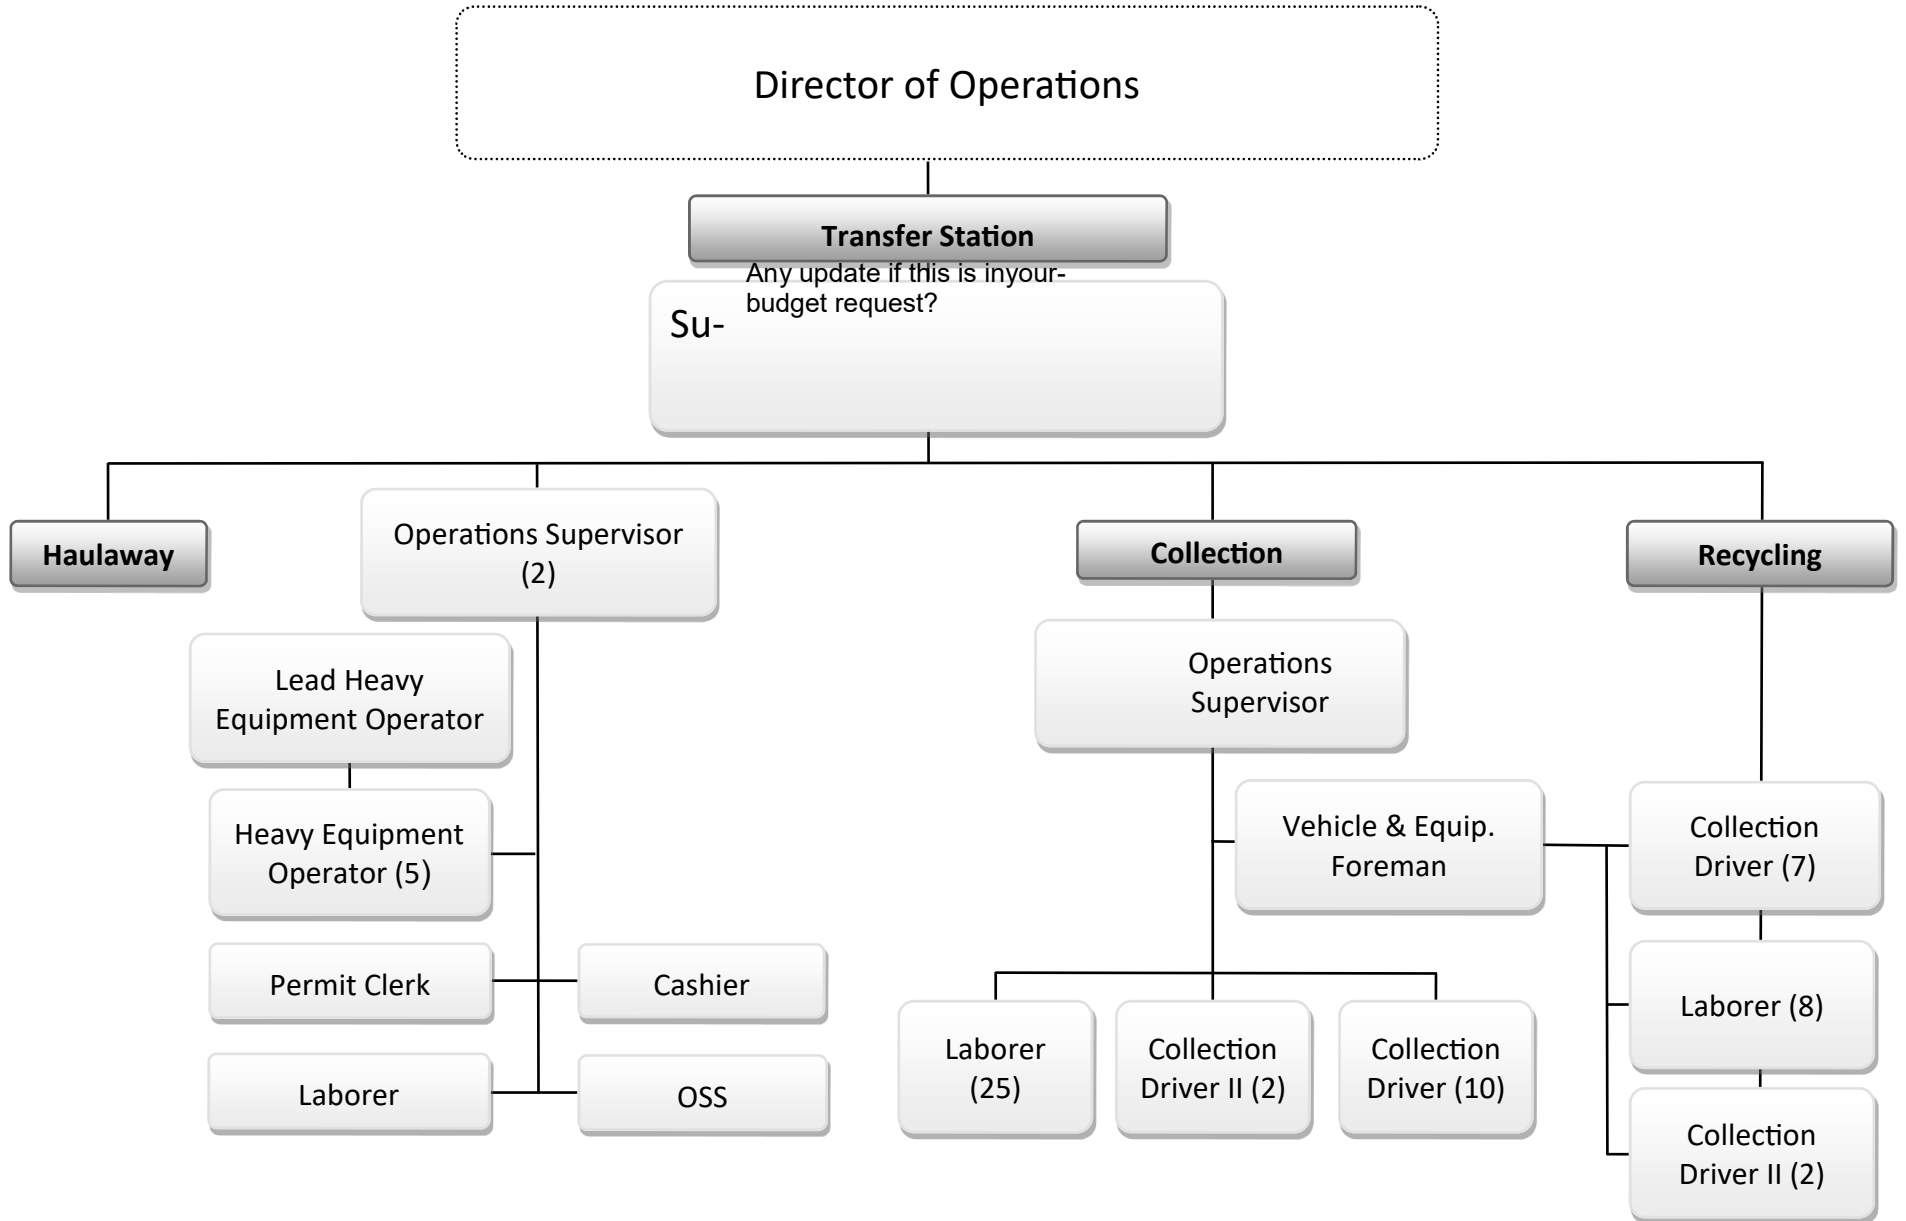 Director of Operations
Transfer Station
Any update if this is inyour-
budget request?
Su-
Haulaway
Operations Supervisor
(2)
Collection
Recycling
Lead Heavy
Equipment Operator
Operations
Supervisor
Heavy Equipment
Operator (5)
Vehicle & Equip.
Foreman
Collection
Driver (7)
Permit Clerk
Cashier
Laborer (8)
Laborer
OSS
Laborer
(25)
Collection
Driver II (2)
Collection
Driver (10)
Collection
Driver II (2)